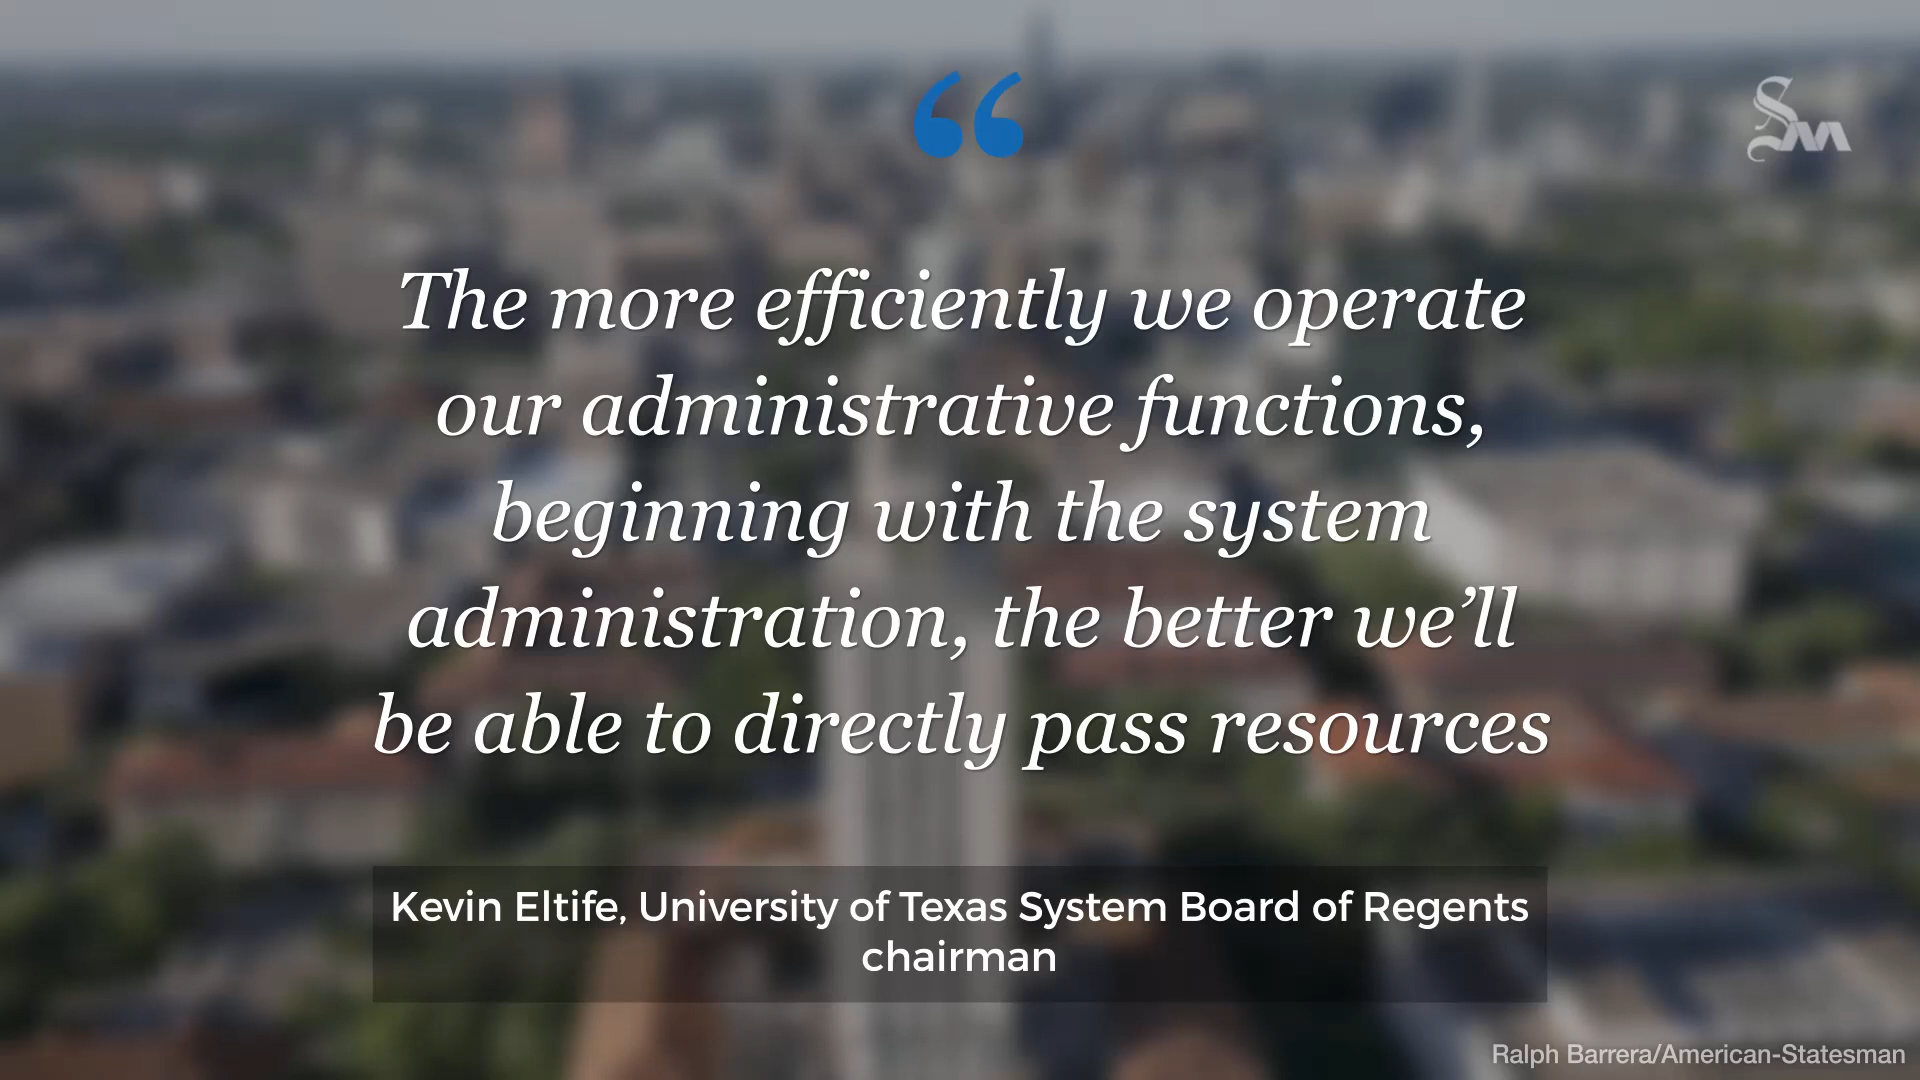 “
The more efficiently we operate
our administrative functions,
beginning with the system
administration, the better we’ll
be able to directly pass resources
Kevin Eltife, University of Texas System Board of Regents
chairman
Ralph Barrera/American-Statesman